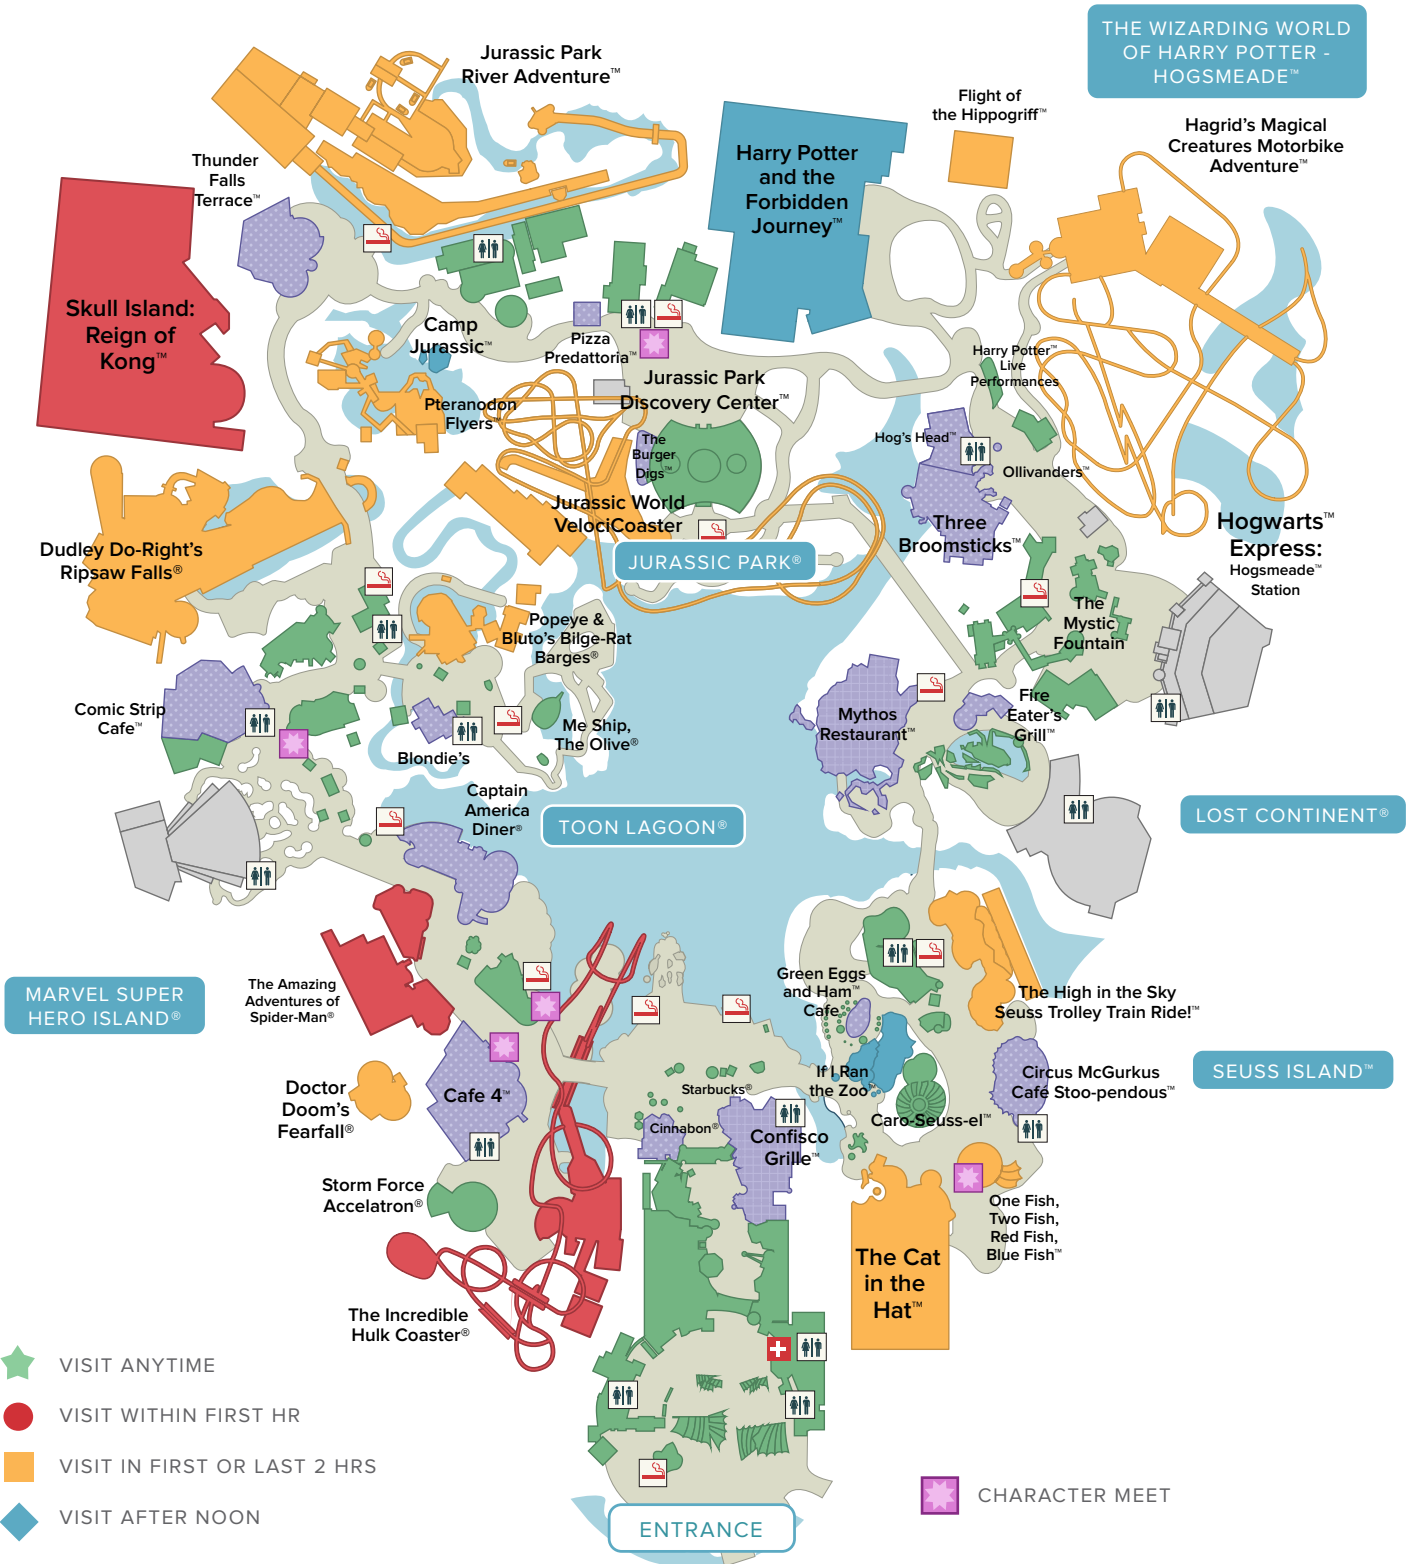 THE WIZARDING WORLD
OF HARRY POTTER -
HOGSMEADE™
Jurassic Park
River Adventure™
Flight of
the Hippogriff™
Hagrid's Magical
Creatures Motorbike
Adventure™
Thunder
Falls
Terrace™
Harry Potter
and the
Forbidden
Journey™
Skull Island:
Reign of
Kong™
Camp
Jurassic™
Pizza
Predattoria™
Harry Potter™
Live
Performances
Jurassic Park
Discovery Center™
Pteranodon
Flyers™
The
Burger
Digs™
Hog's Head™
Ollivanders™
Jurassic World
VelociCoaster
Three
Broomsticks™
Hogwarts™
Express:
Hogsmeade™
Station
Dudley Do-Right's
Ripsaw Falls®
JURASSIC PARK®
The
Mystic
Fountain
Popeye &
Bluto's Bilge-Rat
Barges®
Comic Strip
Cafe™
Me Ship,
The Olive®
Blondie's
Mythos
Restaurant™
Fire
Eater's
Grill™
Captain
America
Diner®
TOON LAGOON®
LOST CONTINENT®
MARVEL SUPER
HERO ISLAND®
The Amazing
Adventures of
Spider-Man®
Green Eggs
and Ham™
Cafe
The High in the Sky
Seuss Trolley Train Ride!™
Doctor
Doom's
Fearfall®
Cafe 4™
Starbucks®
If I Ran
the Zoo™
Circus McGurkus
Café Stoo-pendous™
SEUSS ISLAND™
Cinnabon®
Confisco
Grille™
Caro-Seuss-el™
Storm Force
Accelatron®
One Fish,
Two Fish,
Red Fish,
Blue Fish™
The Cat
in the
Hat™
The Incredible
Hulk Coaster®
VISIT ANYTIME
VISIT WITHIN FIRST HR
VISIT IN FIRST OR LAST 2 HRS
VISIT AFTER NOON
CHARACTER MEET
ENTRANCE